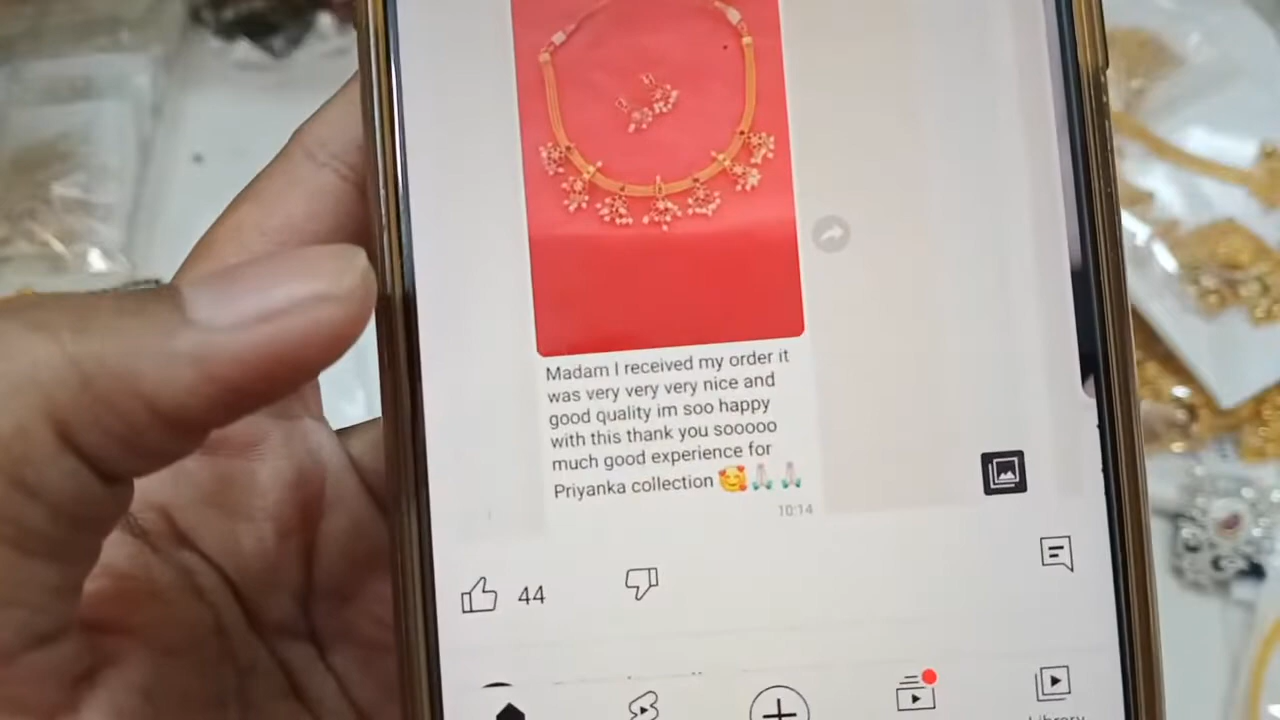 Madam I received my order it
was very very very nice and
good quality im soo happy
with this thank you sooooo
much good experience for
Priyanka collection 🥰🙏🏻🙏🏻
10:14
44
Library